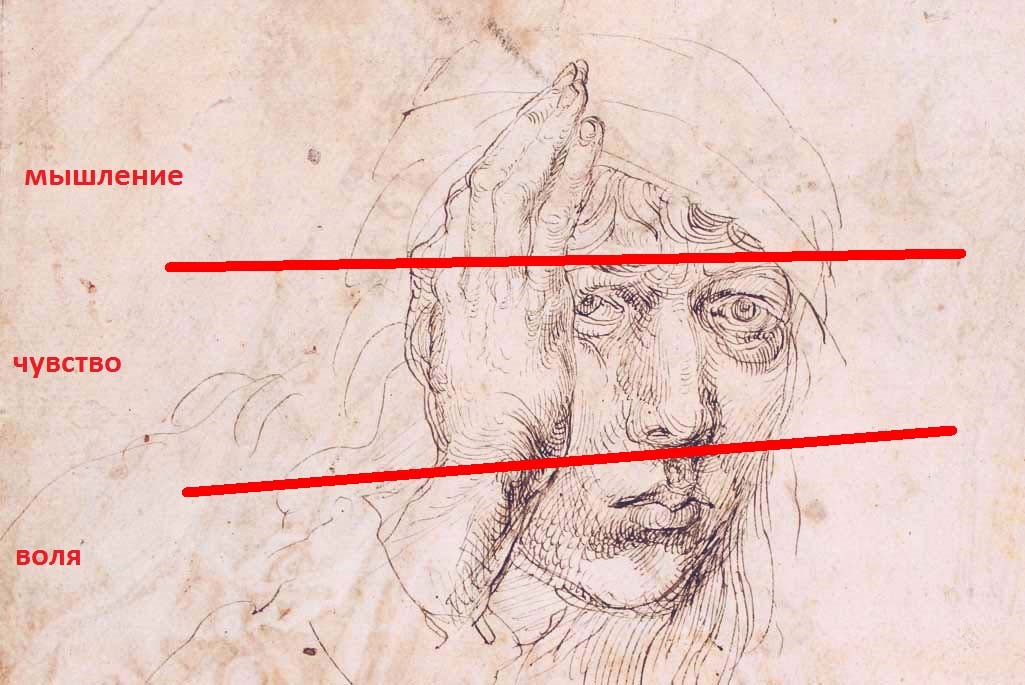 мышление
чувство
воля